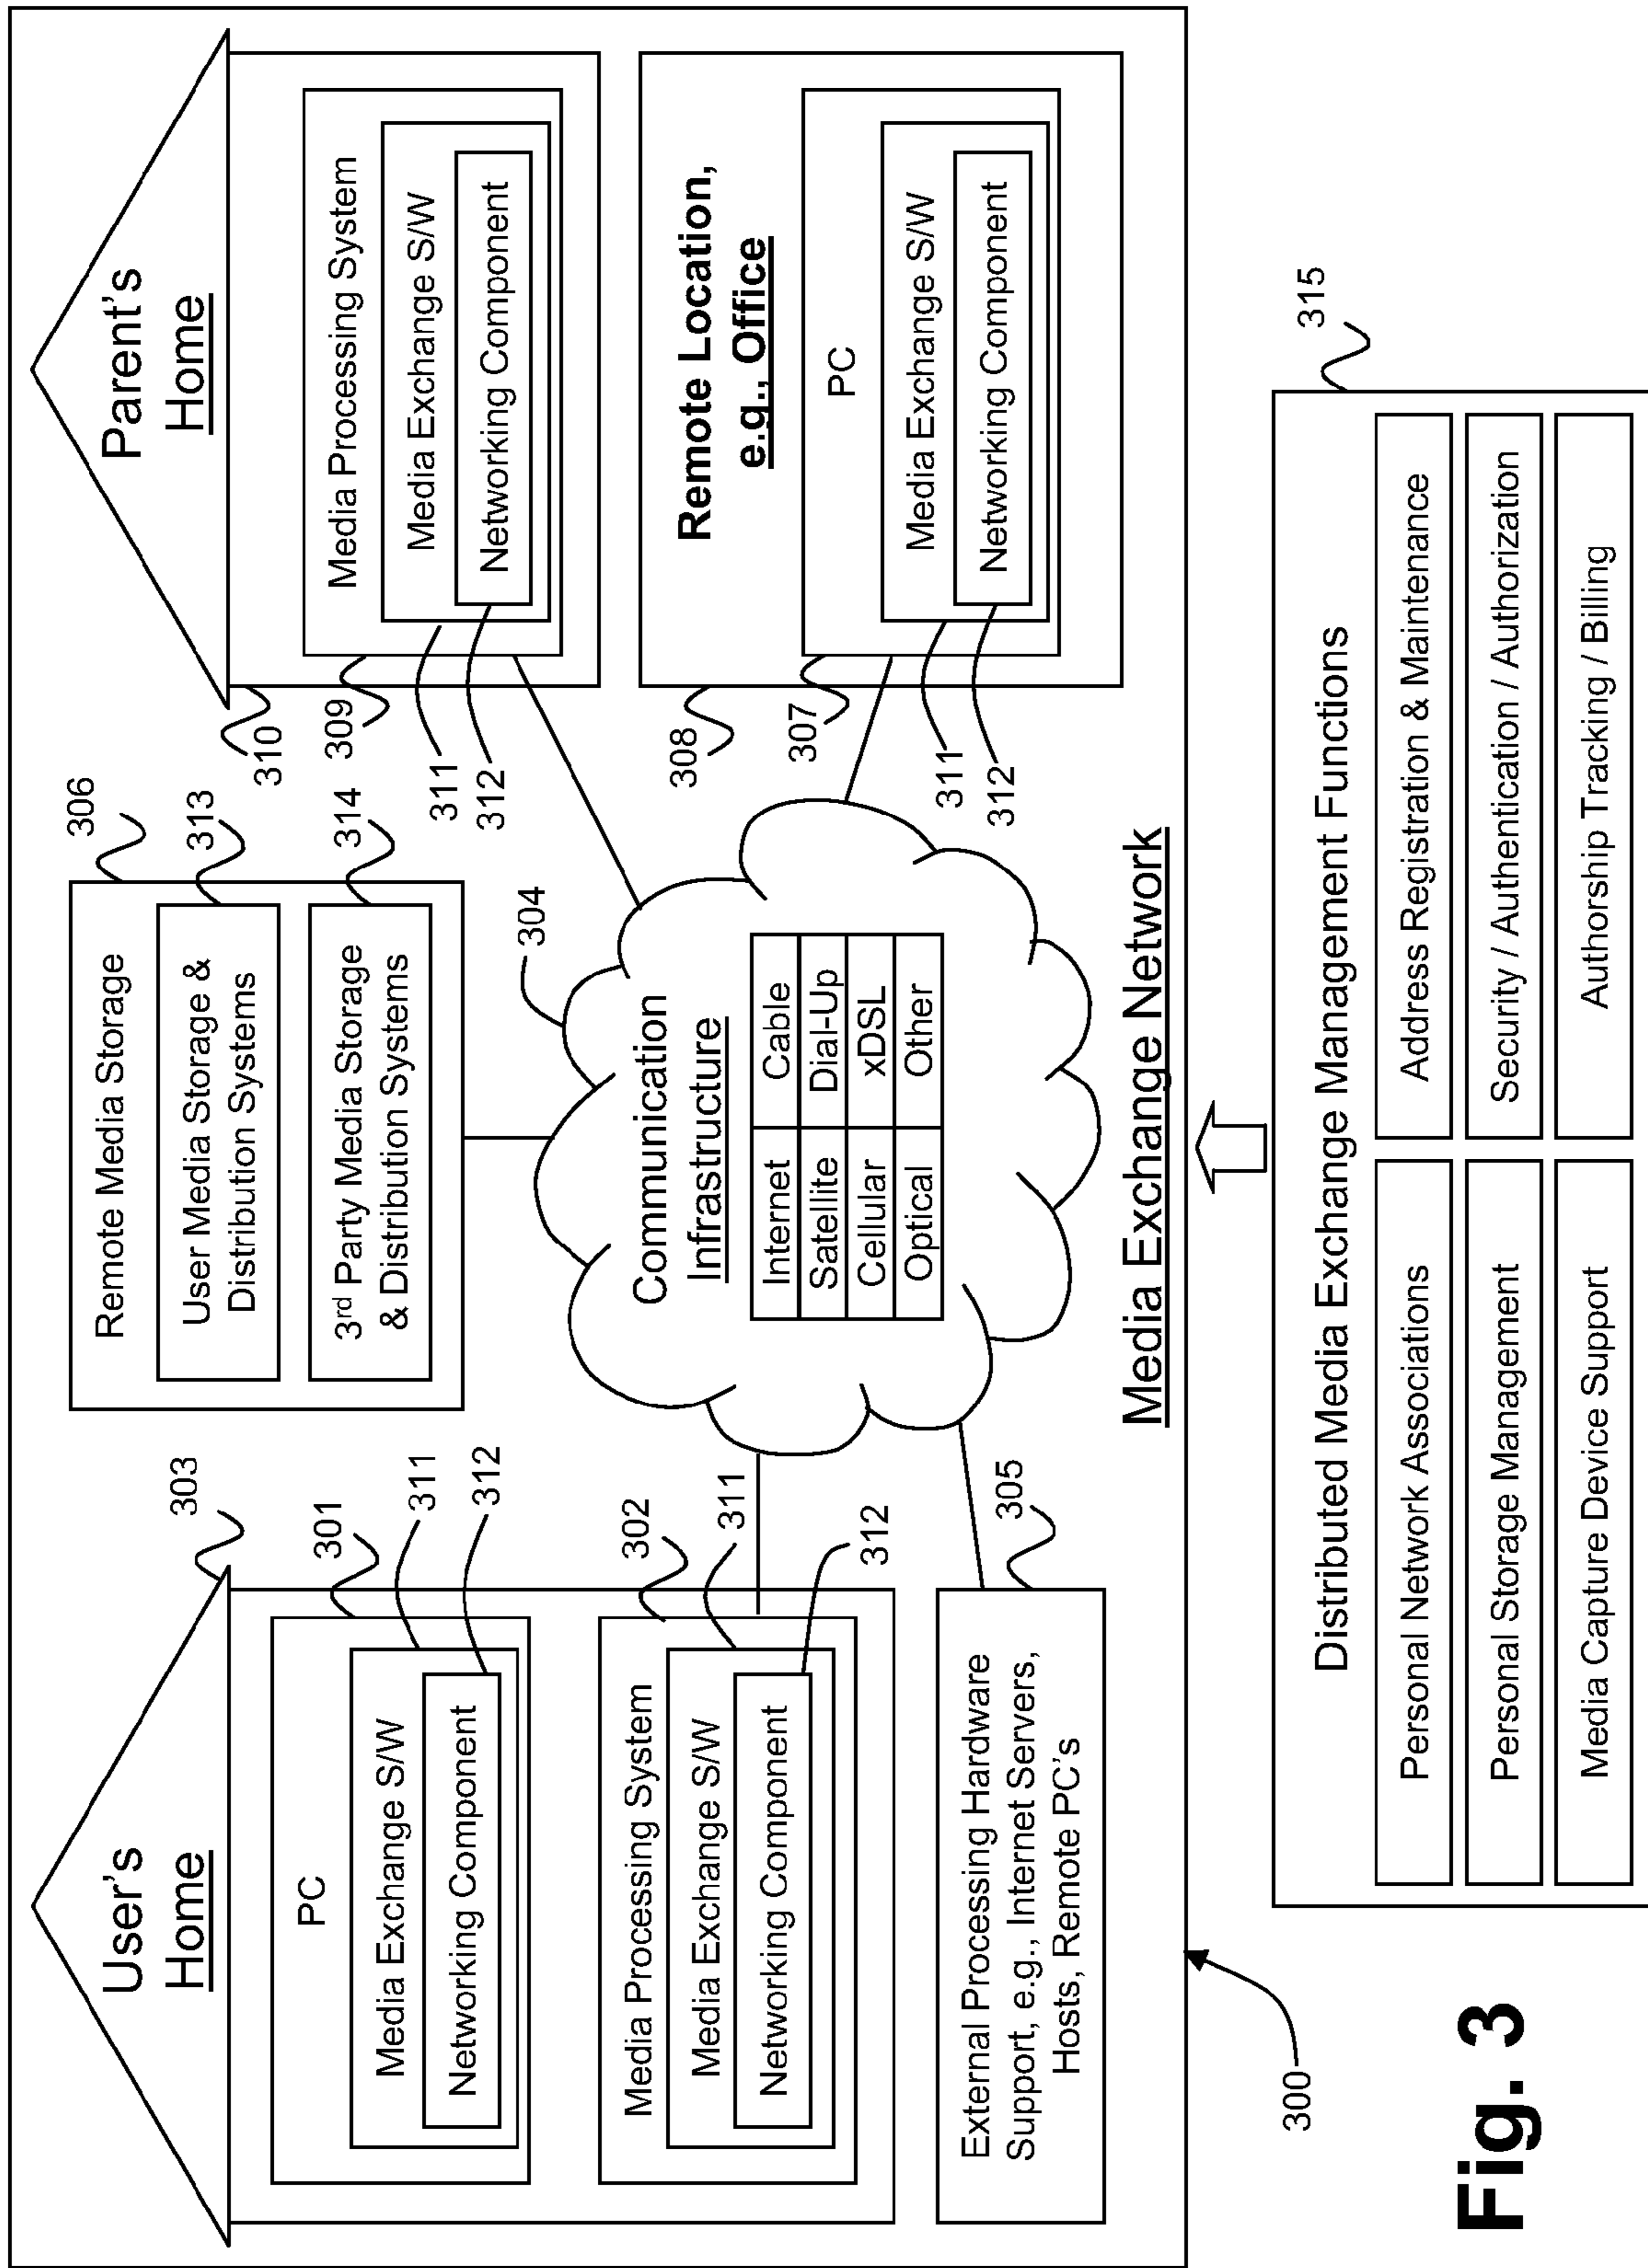 User's
Home
303
PC
301
Media Exchange S/W
311
Networking Component
312
Media Processing System
302
Media Exchange S/W
311
Networking Component
312
External Processing Hardware
Support, e.g., Internet Servers,
Hosts, Remote PC's
305
Remote Media Storage
306
User Media Storage &
Distribution Systems
313
3rd Party Media Storage
& Distribution Systems
314
304
Communication
Infrastructure
Internet Cable
Satellite Dial-Up
Cellular xDSL
Optical Other
Parent's
Home
310
Media Processing System
309
Media Exchange S/W
311
Networking Component
312
Remote Location,
e.g., Office
308
PC
307
Media Exchange S/W
311
Networking Component
312
Media Exchange Network
300
Distributed Media Exchange Management Functions
315
Personal Network Associations
Address Registration & Maintenance
Personal Storage Management
Security / Authentication / Authorization
Media Capture Device Support
Authorship Tracking / Billing
Fig. 3